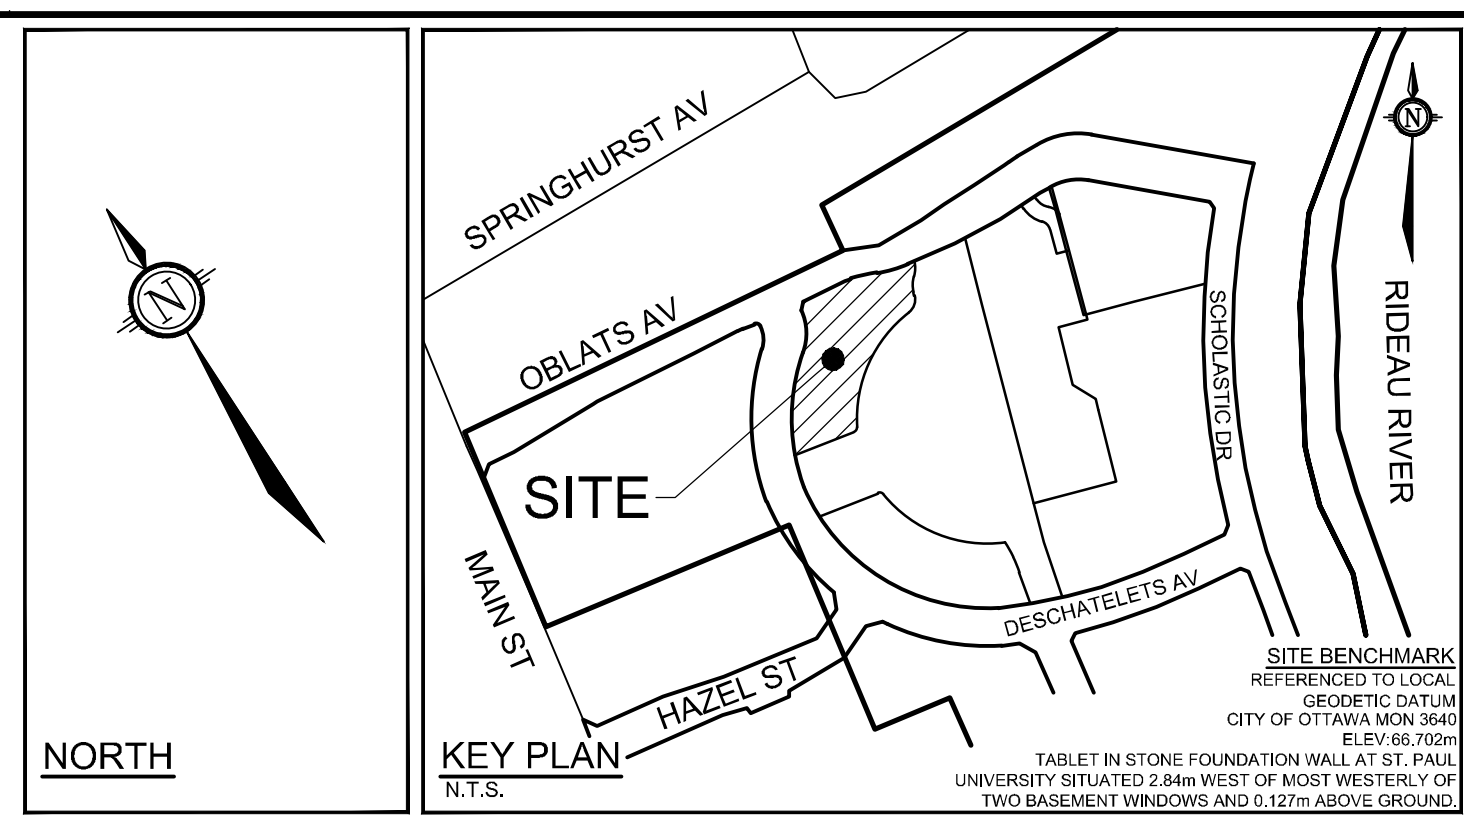 N
NORTH
SPRINGHURST AV
N
OBLATS AV
SCHOLASTIC DR
RIDEAU RIVER
SITE
MAIN ST
DESCHATELETS AV
HAZEL ST
KEY PLAN
N.T.S.
SITE BENCHMARK
REFERENCED TO LOCAL
GEODETIC DATUM
CITY OF OTTAWA MON 3640
ELEV:66.702m
TABLET IN STONE FOUNDATION WALL AT ST. PAUL
UNIVERSITY SITUATED 2.84m WEST OF MOST WESTERLY OF
TWO BASEMENT WINDOWS AND 0.127m ABOVE GROUND.